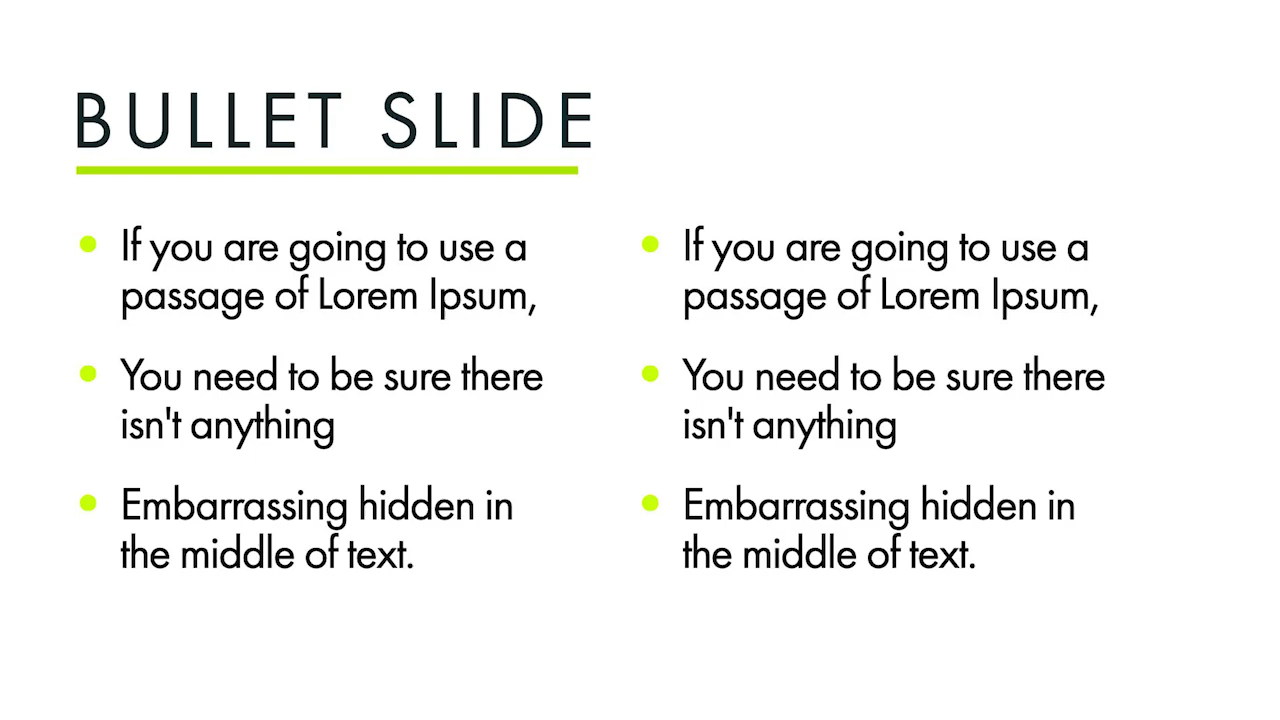 BULLET SLIDE
If you are going to use a
passage of Lorem Ipsum,
You need to be sure there
isn't anything
Embarrassing hidden in
the middle of text.
If you are going to use a
passage of Lorem Ipsum,
You need to be sure there
isn't anything
Embarrassing hidden in
the middle of text.